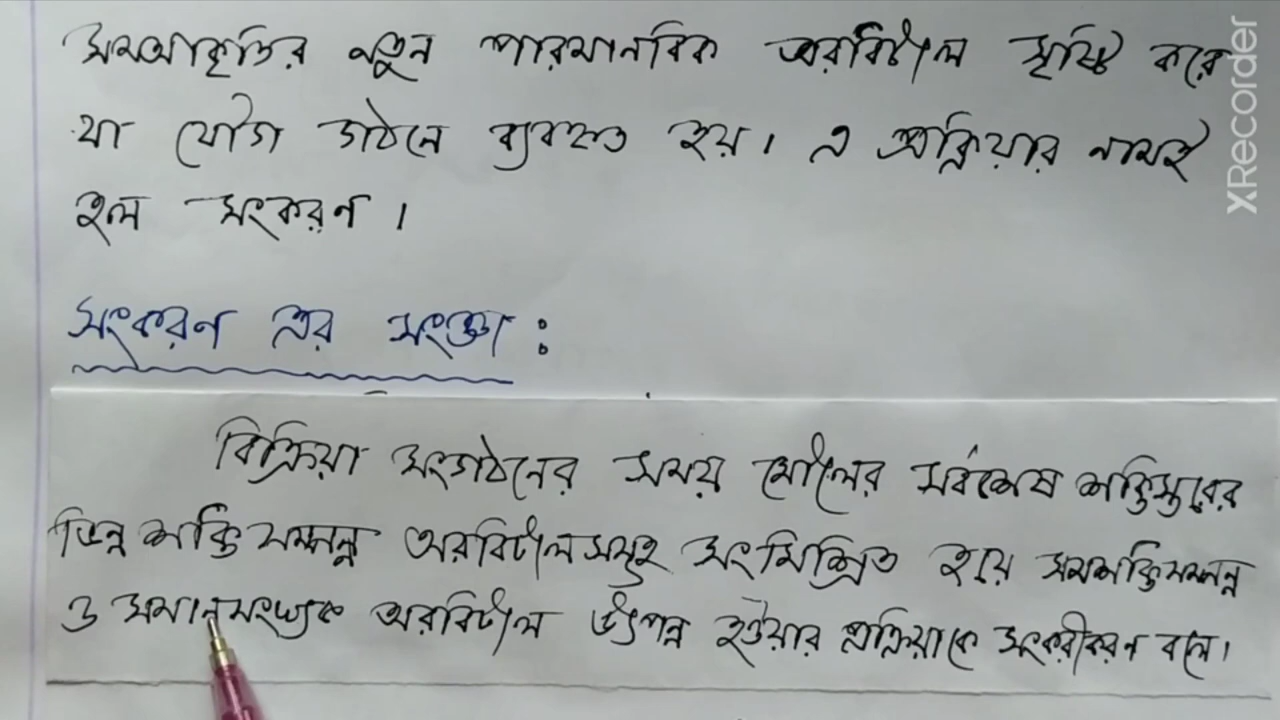 সমআকৃতির নতুন পারমানবিক অরবিটাল সৃষ্টি করে
যা যৌগ গঠনে ব্যবহৃত হয়। এ প্রক্রিয়ার নামই
হল সংকরণ।
সংকরণ এর সংজ্ঞা :
বিক্রিয়া সংগঠনের সময় মৌলের সর্বশেষ শক্তিস্তরের
ভিন্ন শক্তিসম্পন্ন অরবিটালসমূহ সংমিশ্রিত হয়ে সমশক্তিসম্পন্ন
ও সমানসংখ্যক অরবিটাল উৎপন্ন হওয়ার প্রক্রিয়াকে সংকরীকরণ বলে।
XRecorder